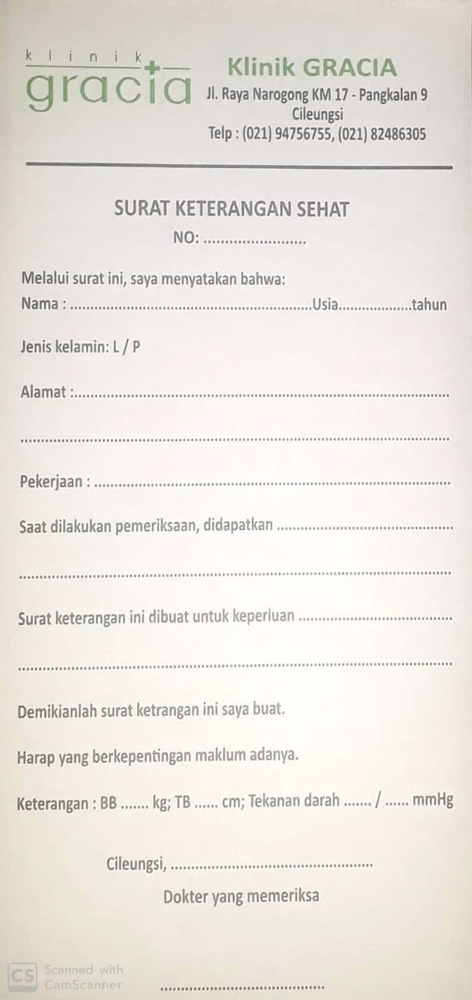 klinik
gracia
Klinik GRACIA
Jl. Raya Narogong KM 17 - Pangkalan 9
Cileungsi
Telp : (021) 94756755, (021) 82486305
SURAT KETERANGAN SEHAT
NO: .........................
Melalui surat ini, saya menyatakan bahwa:
Nama : ............................................................Usia..................tahun
Jenis kelamin: L / P
Alamat :.............................................................................................
..........................................................................................................
Pekerjaan : ........................................................................................
Saat dilakukan pemeriksaan, didapatkan ...........................................
..........................................................................................................
Surat keterangan ini dibuat untuk keperluan ......................................
..........................................................................................................
Demikianlah surat ketrangan ini saya buat.
Harap yang berkepentingan maklum adanya.
Keterangan : BB ....... kg; TB ...... cm; Tekanan darah ....... / ...... mmHg
Cileungsi, ..................................................
Dokter yang memeriksa
.........................................
CS Scanned with
CamScanner